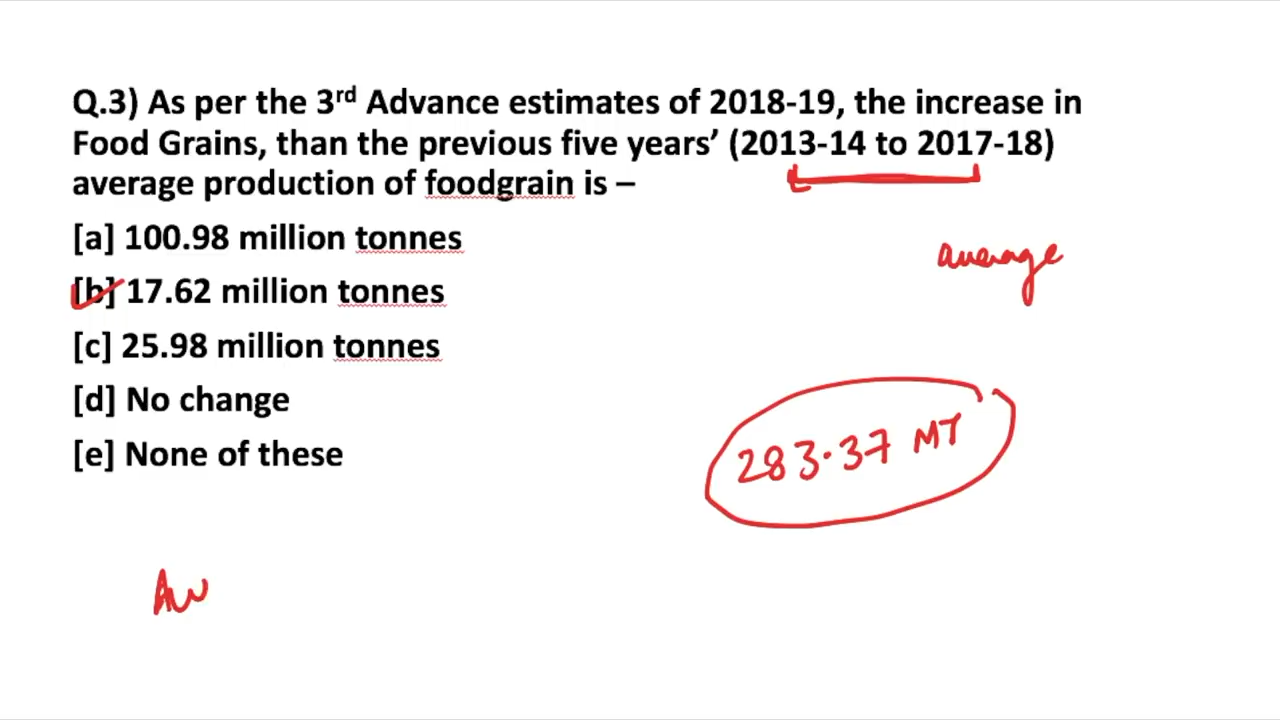 Q.3) As per the 3rd Advance estimates of 2018-19, the increase in
Food Grains, than the previous five years’ (2013-14 to 2017-18)
average production of foodgrain is –
[a] 100.98 million tonnes
average
[b] 17.62 million tonnes
[c] 25.98 million tonnes
[d] No change
[e] None of these
283.37 MT